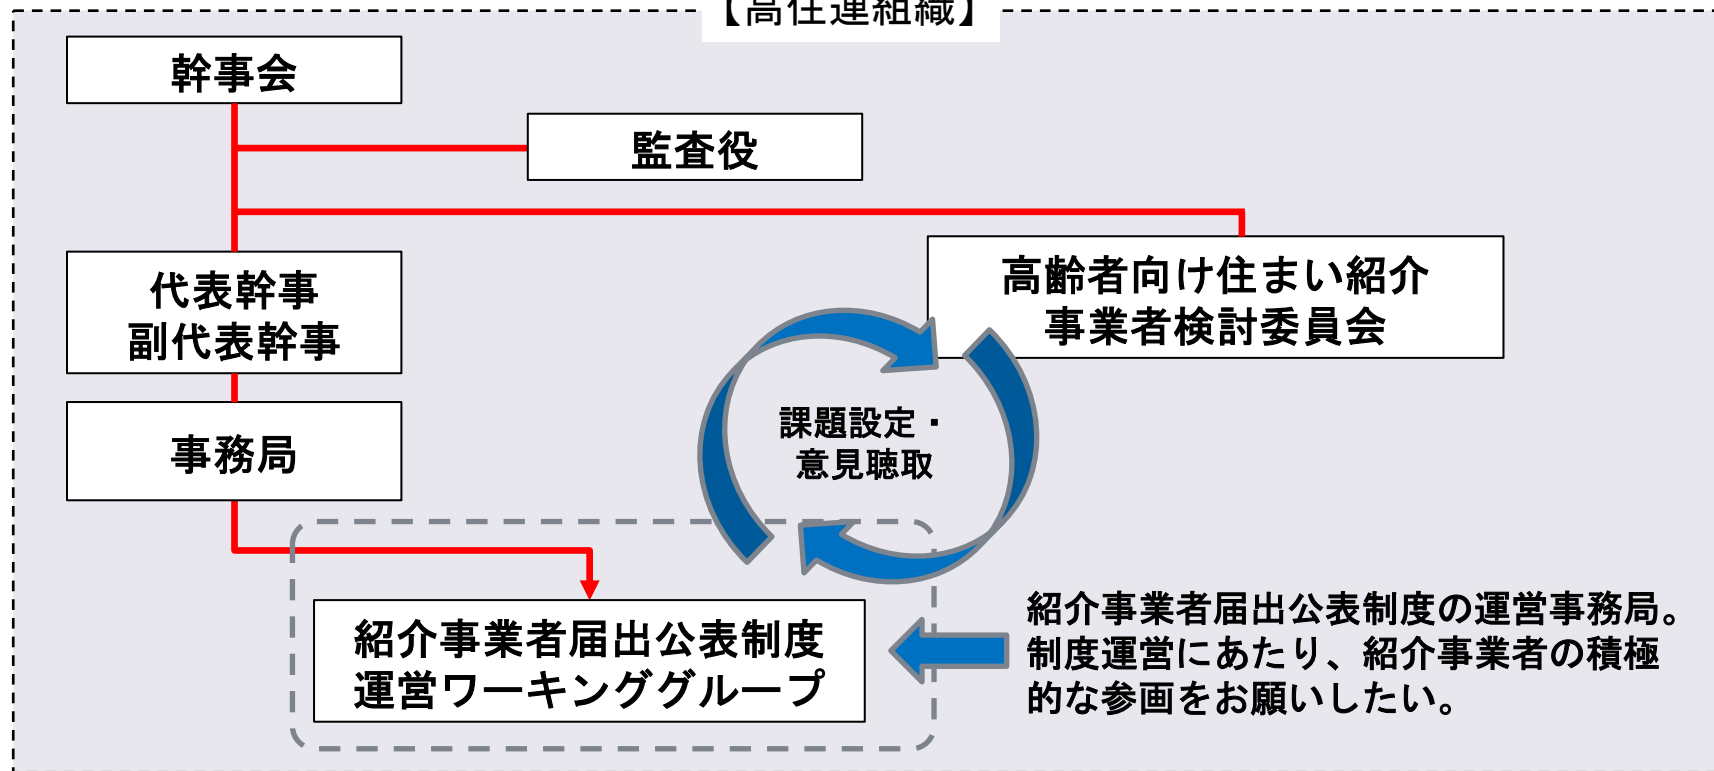 【高住連組織】
幹事会
監査役
代表幹事
副代表幹事
高齢者向け住まい紹介
事業者検討委員会
事務局
課題設定・
意見聴取
紹介事業者届出公表制度
運営ワーキンググループ
紹介事業者届出公表制度の運営事務局。
制度運営にあたり、紹介事業者の積極
的な参画をお願いしたい。